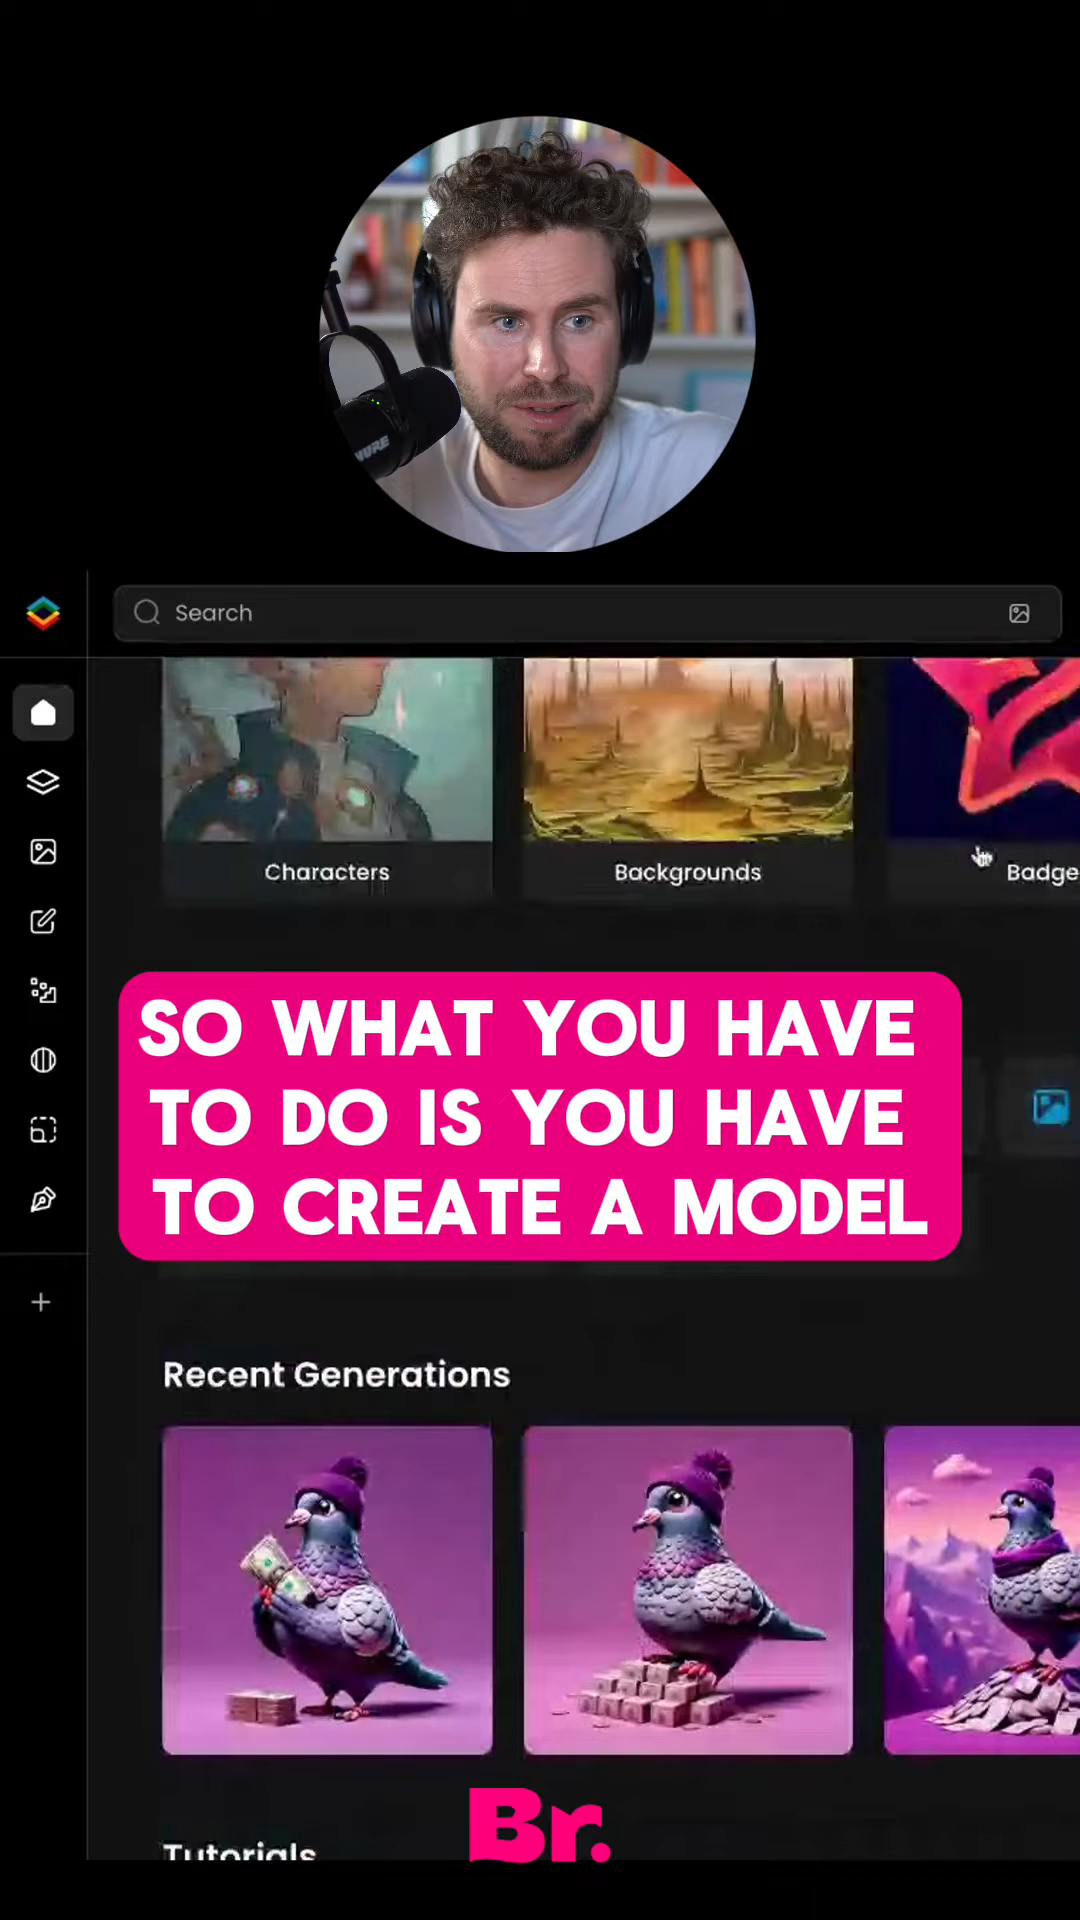 SHURE
Search
Characters
Backgrounds
Badge
SO WHAT YOU HAVE
TO DO IS YOU HAVE
TO CREATE A MODEL
Recent Generations
Tutorials
Br.